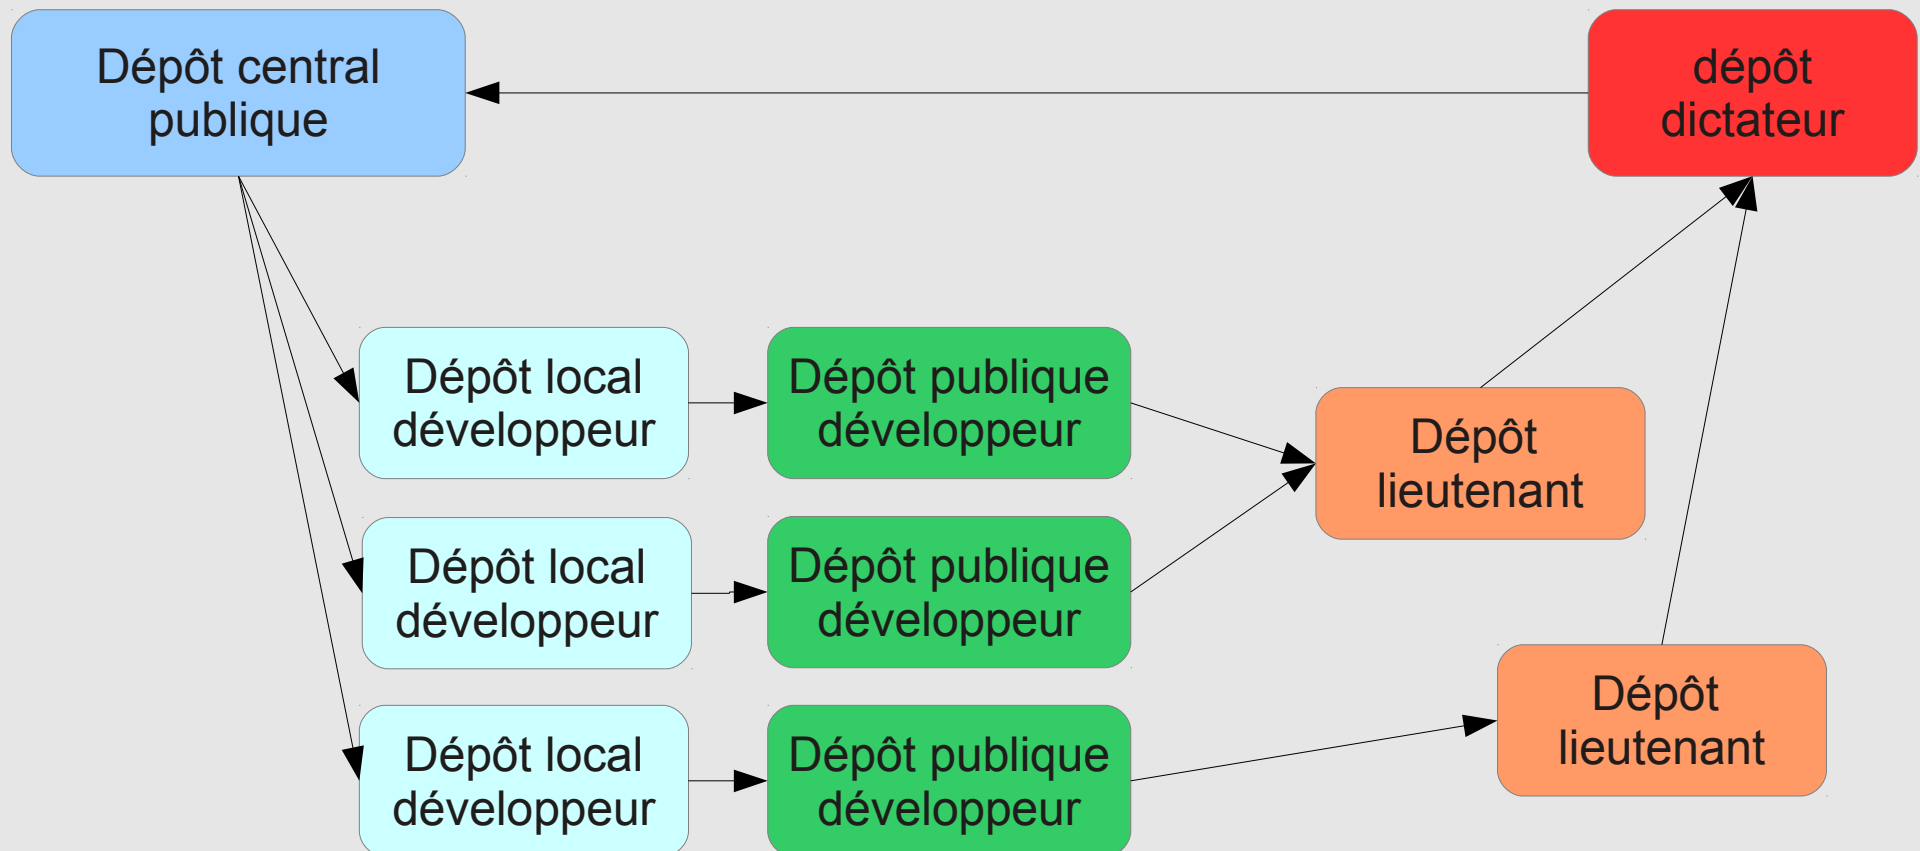 Dépôt central
publique
dépôt
dictateur
Dépôt local
développeur
Dépôt publique
développeur
Dépôt
lieutenant
Dépôt local
développeur
Dépôt publique
développeur
Dépôt
lieutenant
Dépôt local
développeur
Dépôt publique
développeur